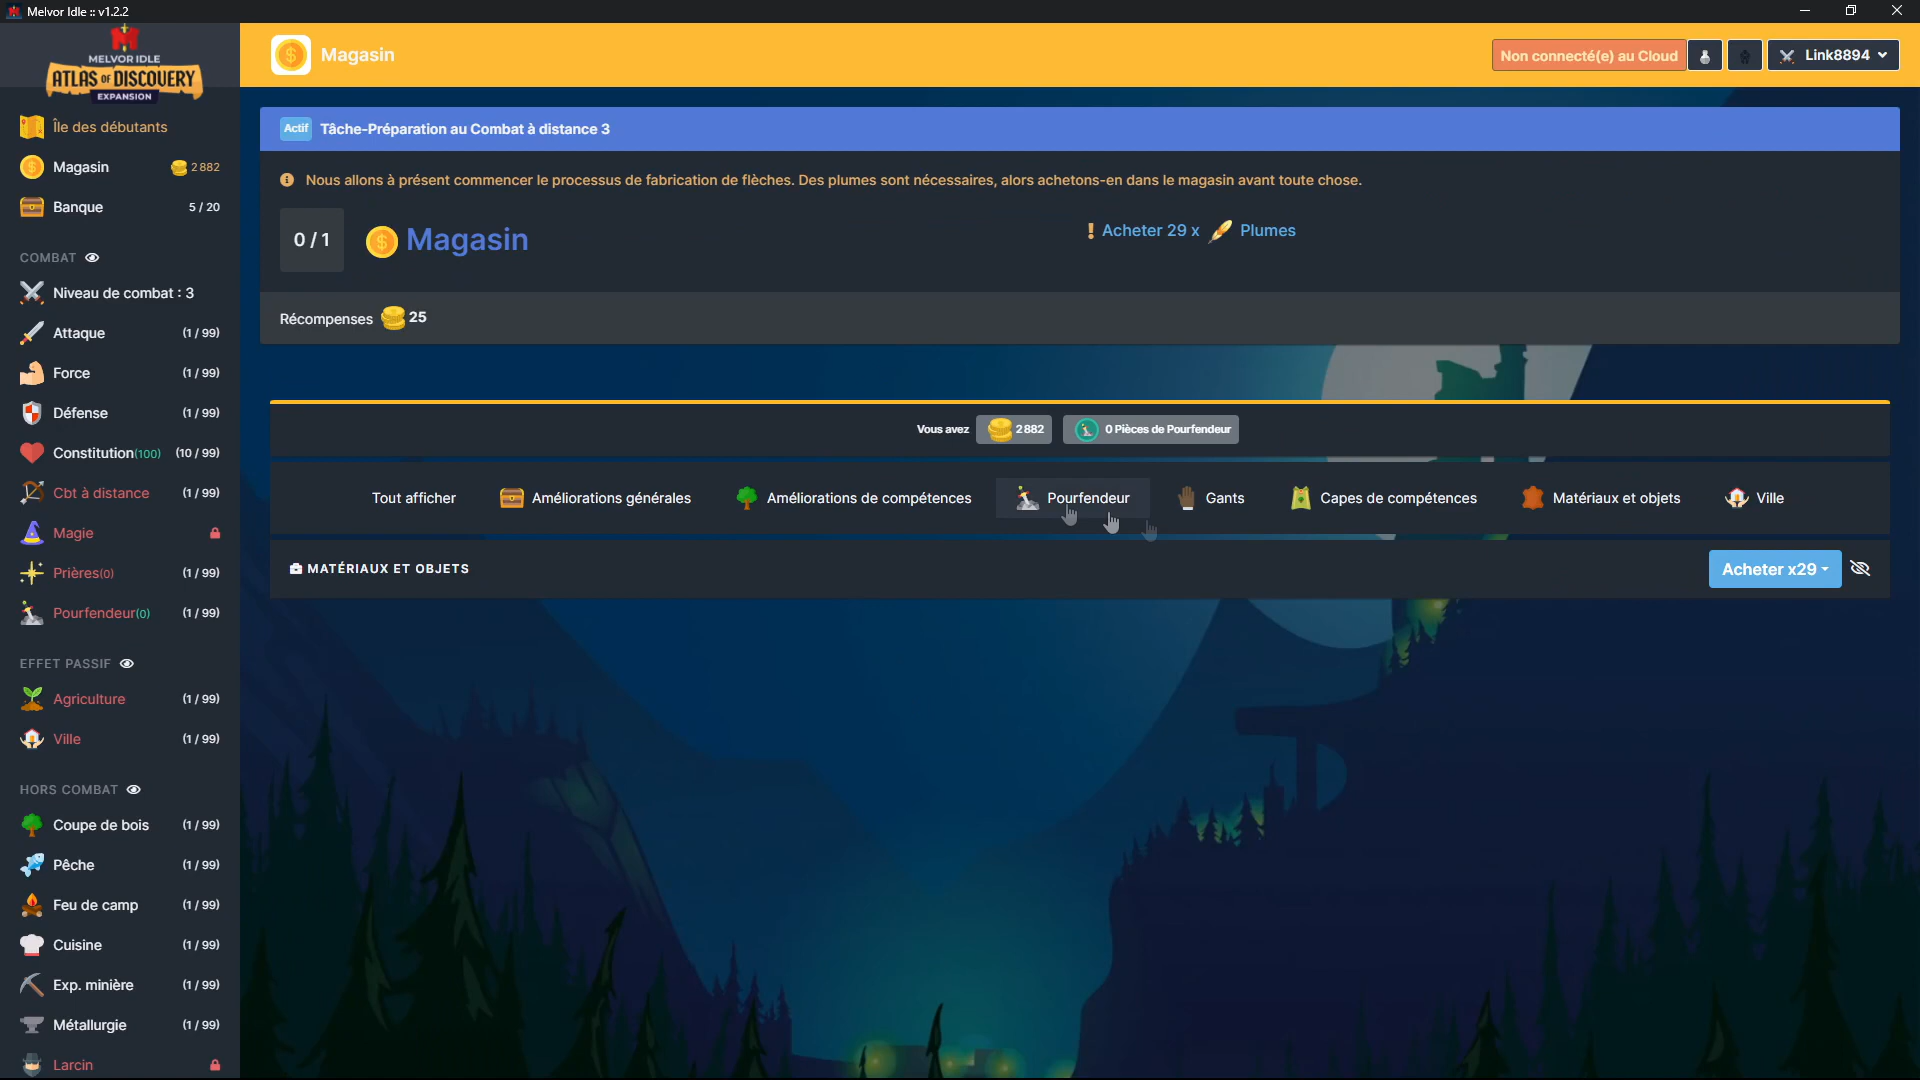 Melvor Idle :: v1.2.2
MELVOR IDLE
ATLAS OF DISCOVERY
EXPANSION
Île des débutants
Magasin 2 882
Banque 5 / 20
COMBAT
Niveau de combat : 3
Attaque (1 / 99)
Force (1 / 99)
Défense (1 / 99)
Constitution(100) (10 / 99)
Cbt à distance (1 / 99)
Magie
Prières(0) (1 / 99)
Pourfendeur(0) (1 / 99)
EFFET PASSIF
Agriculture (1 / 99)
Ville (1 / 99)
HORS COMBAT
Coupe de bois (1 / 99)
Pêche (1 / 99)
Feu de camp (1 / 99)
Cuisine (1 / 99)
Exp. minière (1 / 99)
Métallurgie (1 / 99)
Larcin
Magasin
Non connecté(e) au Cloud
Link8894
Actif Tâche-Préparation au Combat à distance 3
Nous allons à présent commencer le processus de fabrication de flèches. Des plumes sont nécessaires, alors achetons-en dans le magasin avant toute chose.
0 / 1 Magasin
! Acheter 29 x Plumes
Récompenses 25
Vous avez 2 882 0 Pièces de Pourfendeur
Tout afficher Améliorations générales Améliorations de compétences Pourfendeur Gants Capes de compétences Matériaux et objets Ville
MATÉRIAUX ET OBJETS
Acheter x29